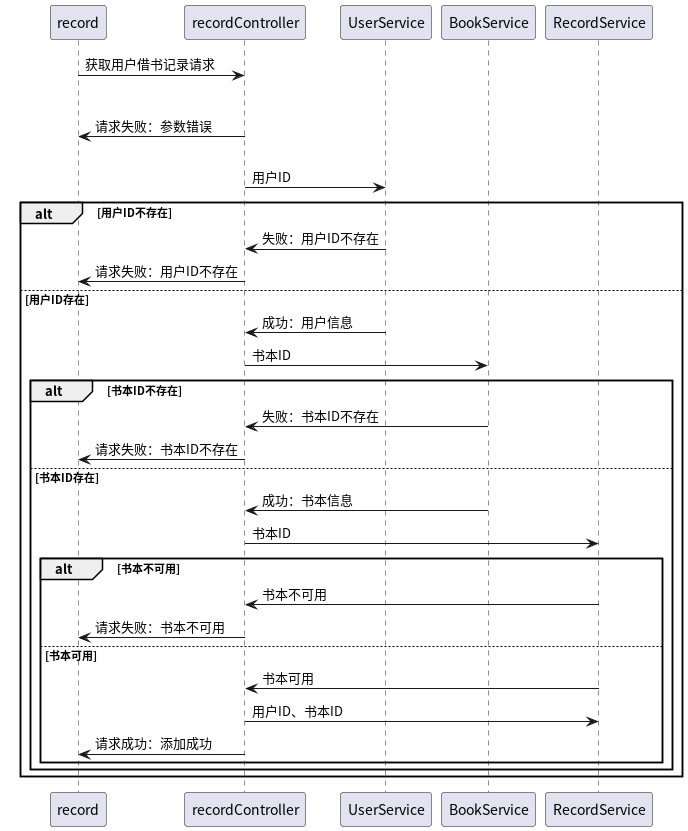 record recordController UserService BookService RecordService
获取用户借书记录请求
请求失败：参数错误
用户ID
alt [用户ID不存在]
失败：用户ID不存在
请求失败：用户ID不存在
[用户ID存在]
成功：用户信息
书本ID
alt [书本ID不存在]
失败：书本ID不存在
请求失败：书本ID不存在
[书本ID存在]
成功：书本信息
书本ID
alt [书本不可用]
书本不可用
请求失败：书本不可用
[书本可用]
书本可用
用户ID、书本ID
请求成功：添加成功
record recordController UserService BookService RecordService